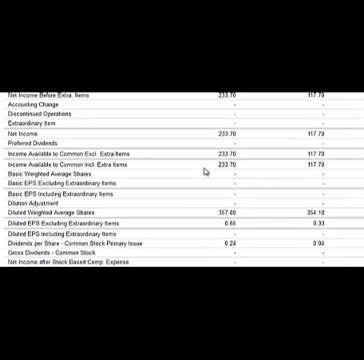 Net Income Before Extra. Items 233.70 117.70
Accounting Change - -
Discontinued Operations - -
Extraordinary Item - -
Net Income 233.70 117.70
Preferred Dividends - -
Income Available to Common Excl. Extra Items 233.70 117.70
Income Available to Common Incl. Extra Items 233.70 117.70
Basic Weighted Average Shares - -
Basic EPS Excluding Extraordinary Items - -
Basic EPS Including Extraordinary Items - -
Dilution Adjustment - -
Diluted Weighted Average Shares 357.00 354.10
Diluted EPS Excluding Extraordinary Items 0.65 0.33
Diluted EPS Including Extraordinary Items - -
Dividends per Share - Common Stock Primary Issue 0.24 0.04
Gross Dividends - Common Stock - -
Net Income after Stock Based Comp. Expense - -